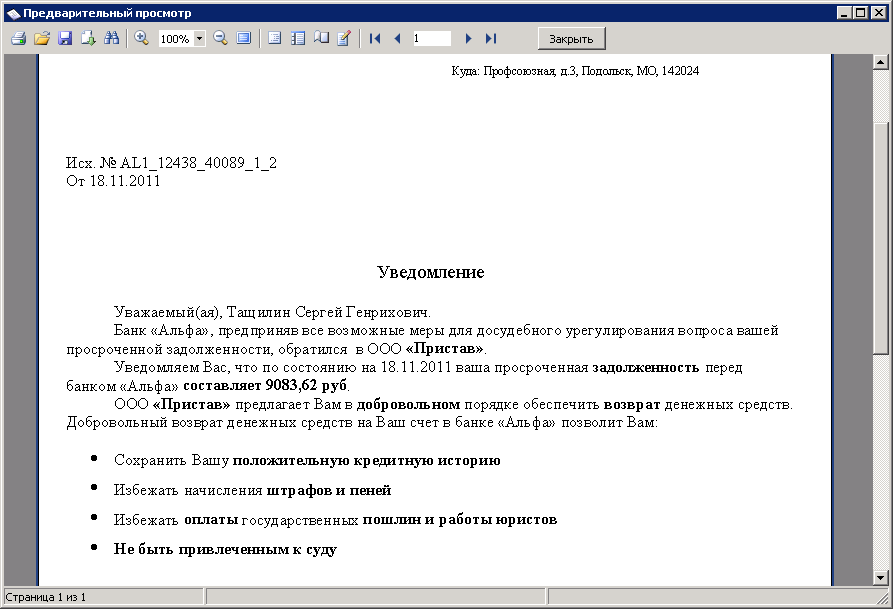 Предварительный просмотр
100%
1
Закрыть
Куда: Профсоюзная, д.3, Подольск, МО, 142024
Исх. № AL1_12438_40089_1_2
От 18.11.2011
Уведомление
Уважаемый(ая), Тащилин Сергей Генрихович.
Банк «Альфа», предприняв все возможные меры для досудебного урегулирования вопроса вашей
просроченной задолженности, обратился в ООО «Пристав».
Уведомляем Вас, что по состоянию на 18.11.2011 ваша просроченная задолженность перед
банком «Альфа» составляет 9083,62 руб.
ООО «Пристав» предлагает Вам в добровольном порядке обеспечить возврат денежных средств.
Добровольный возврат денежных средств на Ваш счет в банке «Альфа» позволит Вам:
• Сохранить Вашу положительную кредитную историю
• Избежать начисления штрафов и пеней
• Избежать оплаты государственных пошлин и работы юристов
• Не быть привлеченным к суду
Страница 1 из 1